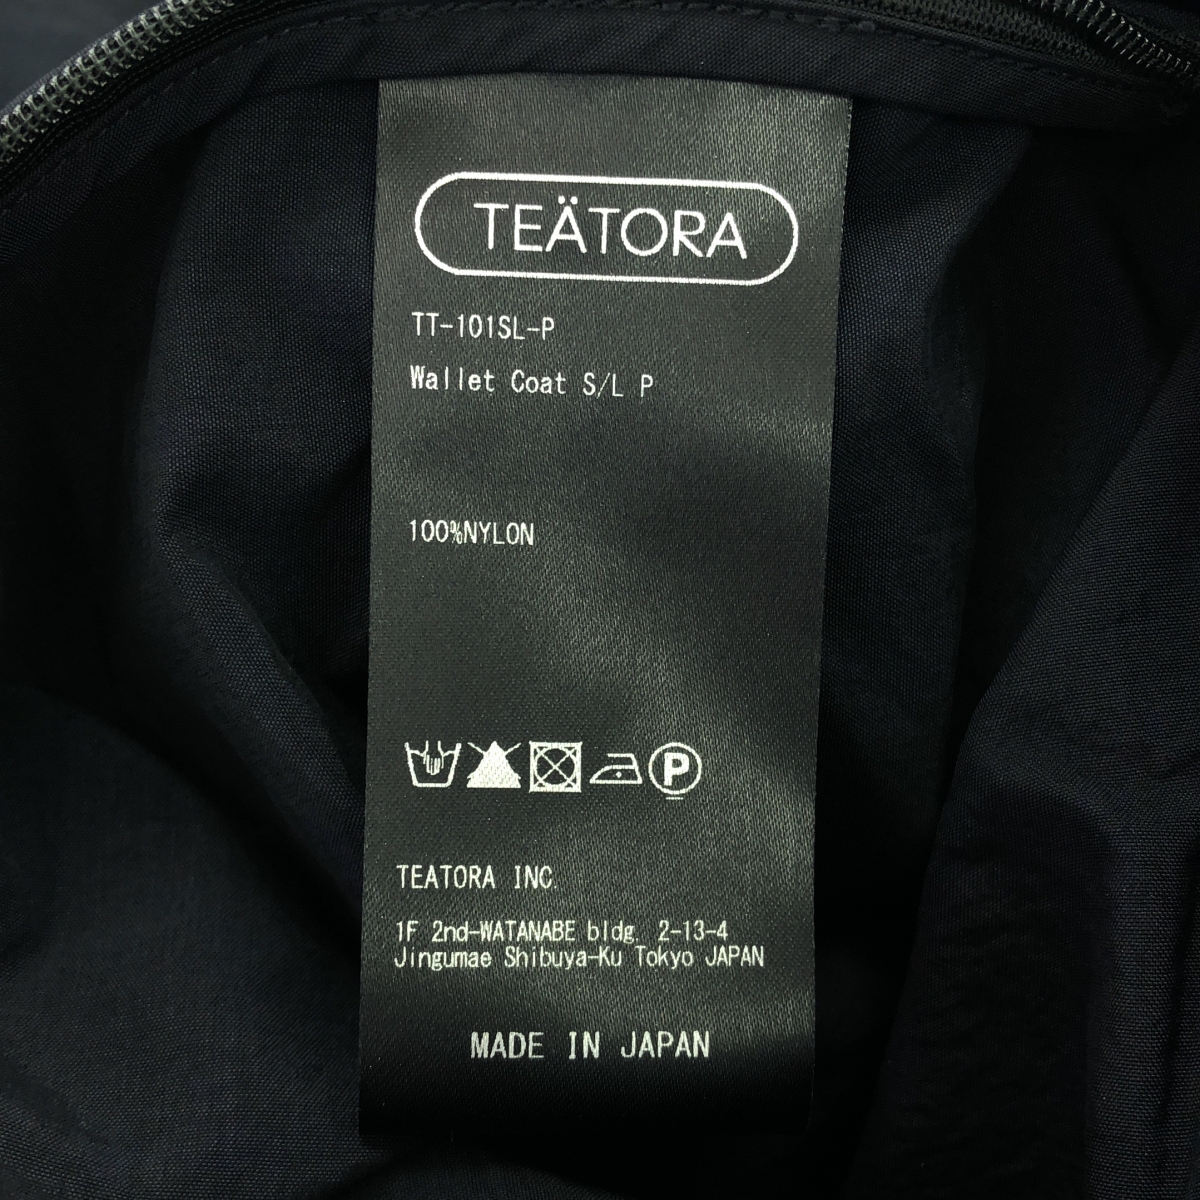 TEÄTORA
TT-101SL-P
Wallet Coat S/L P
100%NYLON
P
TEATORA INC.
1F 2nd-WATANABE bldg. 2-13-4
Jingumae Shibuya-Ku Tokyo JAPAN
MADE IN JAPAN